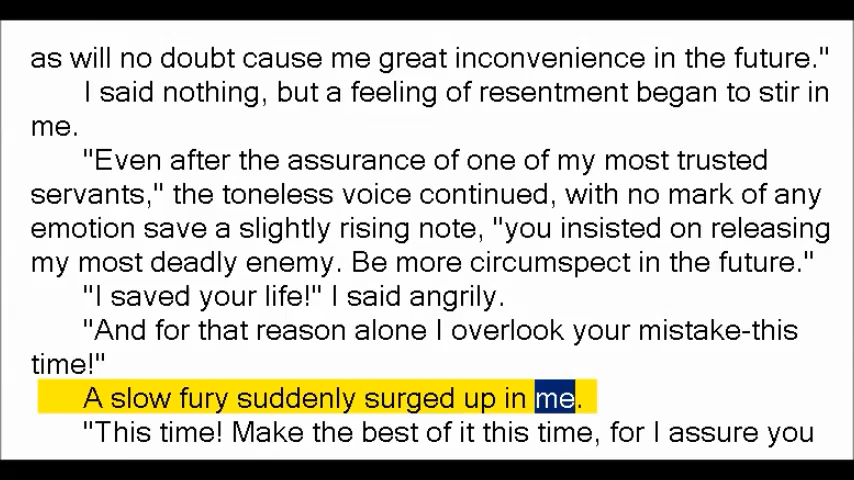 as will no doubt cause me great inconvenience in the future."
I said nothing, but a feeling of resentment began to stir in
me.
"Even after the assurance of one of my most trusted
servants," the toneless voice continued, with no mark of any
emotion save a slightly rising note, "you insisted on releasing
my most deadly enemy. Be more circumspect in the future."
"I saved your life!" I said angrily.
"And for that reason alone I overlook your mistake-this
time!"
A slow fury suddenly surged up in me.
"This time! Make the best of it this time, for I assure you